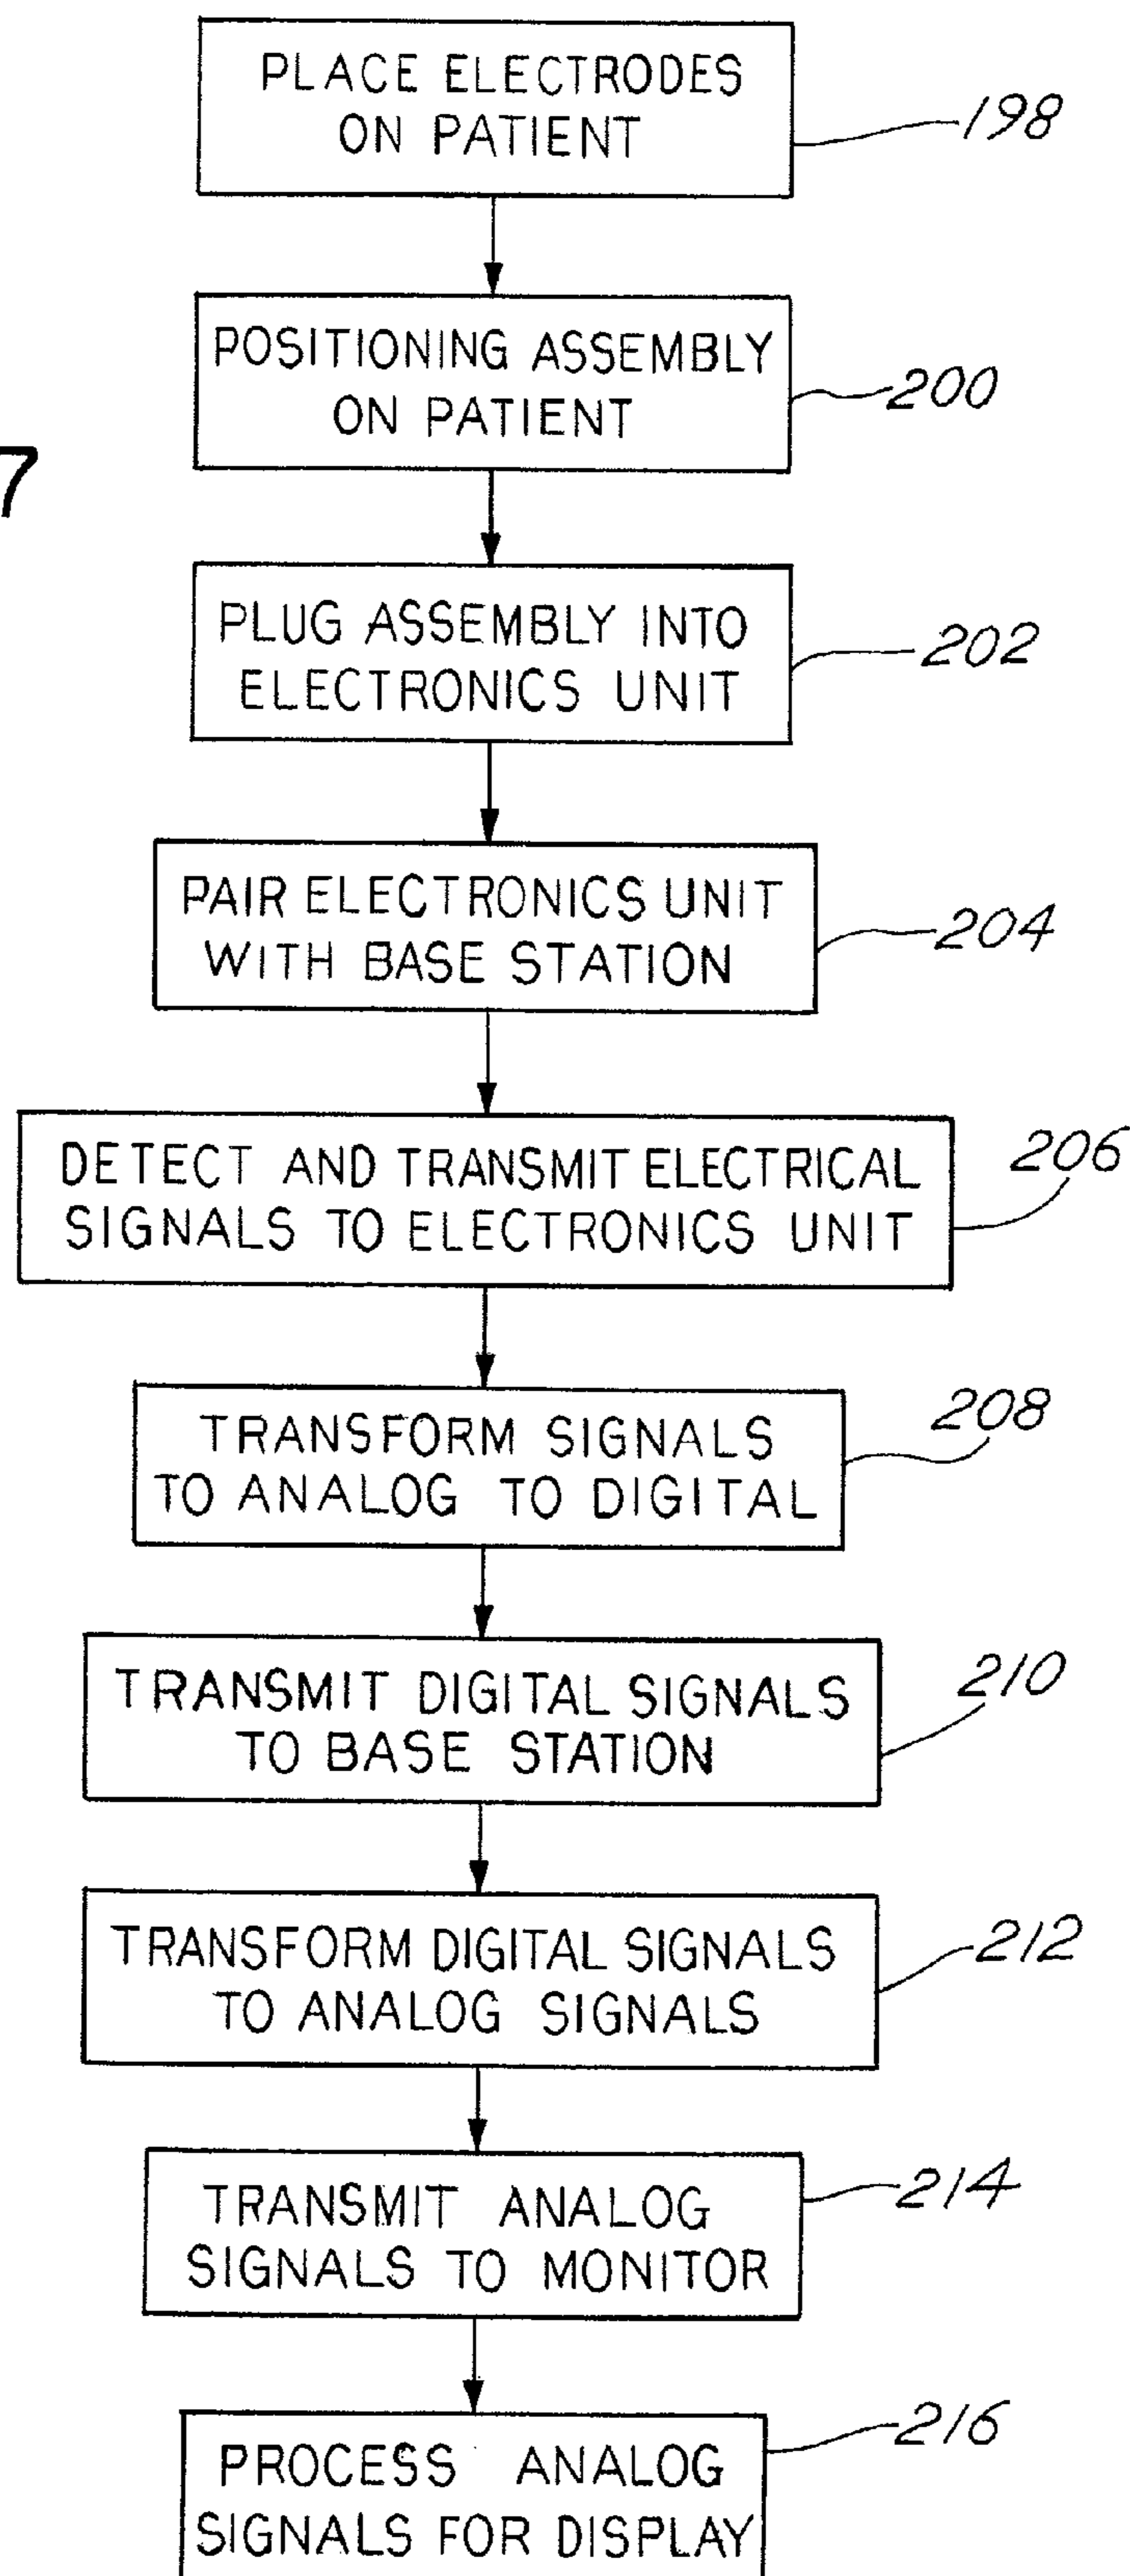 PLACE ELECTRODES
ON PATIENT
198
POSITIONING ASSEMBLY
ON PATIENT
200
7
PLUG ASSEMBLY INTO
ELECTRONICS UNIT
202
PAIR ELECTRONICS UNIT
WITH BASE STATION
204
DETECT AND TRANSMIT ELECTRICAL
SIGNALS TO ELECTRONICS UNIT
206
TRANSFORM SIGNALS
TO ANALOG TO DIGITAL
208
TRANSMIT DIGITAL SIGNALS
TO BASE STATION
210
TRANSFORM DIGITAL SIGNALS
TO ANALOG SIGNALS
212
TRANSMIT ANALOG
SIGNALS TO MONITOR
214
PROCESS ANALOG
SIGNALS FOR DISPLAY
216